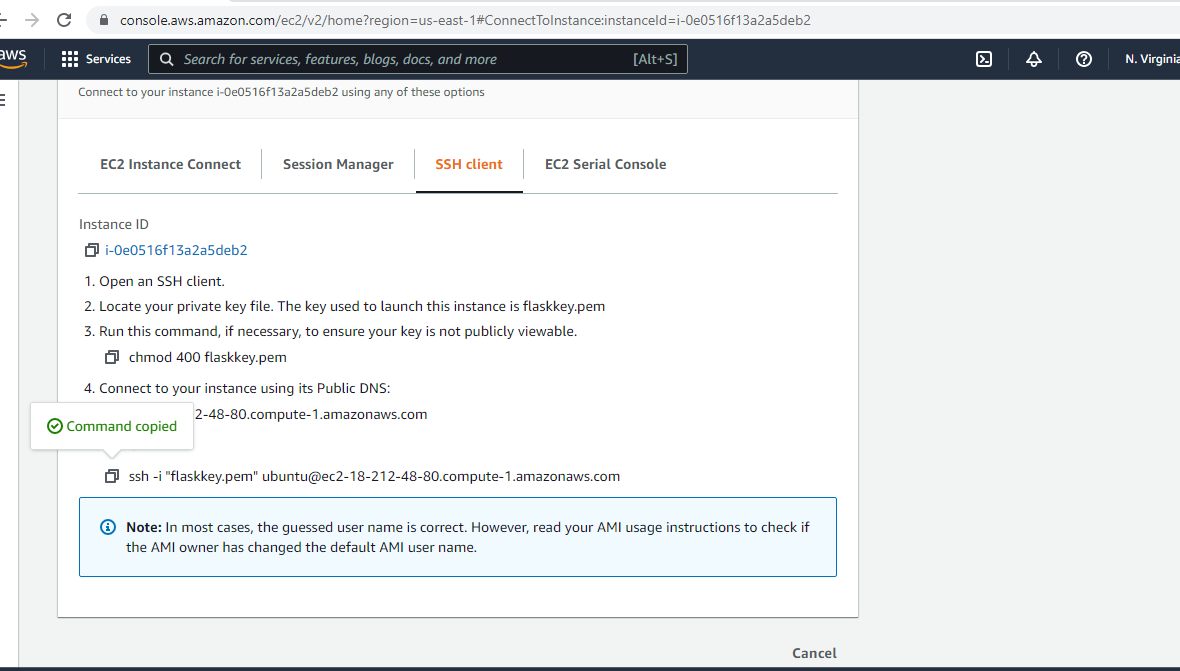 console.aws.amazon.com/ec2/v2/home?region=us-east-1#ConnectToInstance:instanceId=i-0e0516f13a2a5deb2
aws
Services
Search for services, features, blogs, docs, and more
[Alt+S]
N. Virginia
Connect to your instance i-0e0516f13a2a5deb2 using any of these options
EC2 Instance Connect
Session Manager
SSH client
EC2 Serial Console
Instance ID
i-0e0516f13a2a5deb2
1. Open an SSH client.
2. Locate your private key file. The key used to launch this instance is flaskkey.pem
3. Run this command, if necessary, to ensure your key is not publicly viewable.
chmod 400 flaskkey.pem
4. Connect to your instance using its Public DNS:
2-48-80.compute-1.amazonaws.com
Command copied
ssh -i "flaskkey.pem" ubuntu@ec2-18-212-48-80.compute-1.amazonaws.com
Note: In most cases, the guessed user name is correct. However, read your AMI usage instructions to check if
the AMI owner has changed the default AMI user name.
Cancel